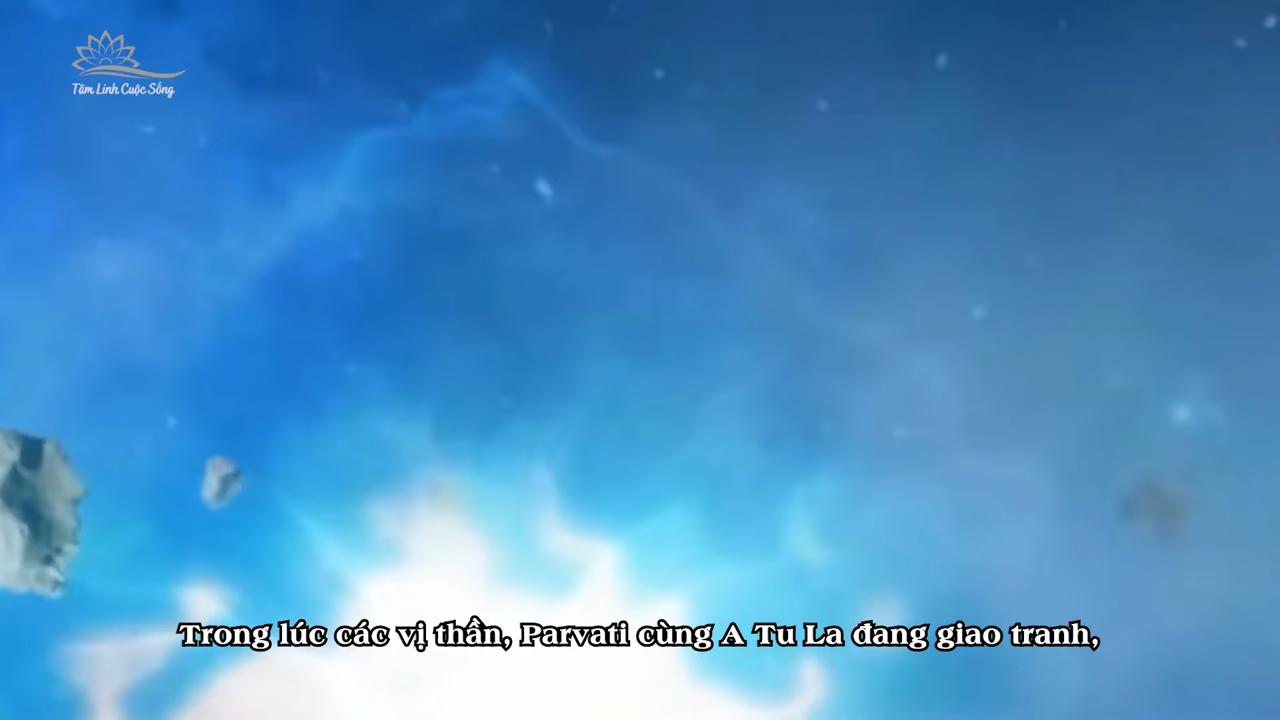 Tâm Linh Cuộc Sống
Trong lúc các vị thần, Parvati cùng A Tu La đang giao tranh,